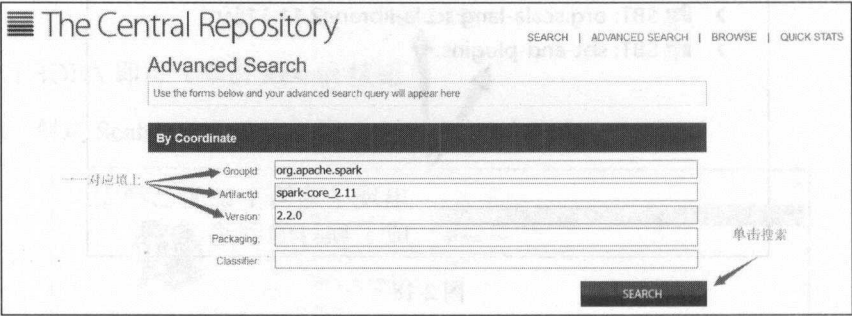 The Central Repository
SEARCH | ADVANCED SEARCH | BROWSE | QUICK STATS
Advanced Search
Use the forms below and your advanced search query will appear here
By Coordinate
一一对应填上
GroupId: org.apache.spark
ArtifactId: spark-core_2.11
Version: 2.2.0
Packaging:
Classifier:
单击搜索
SEARCH